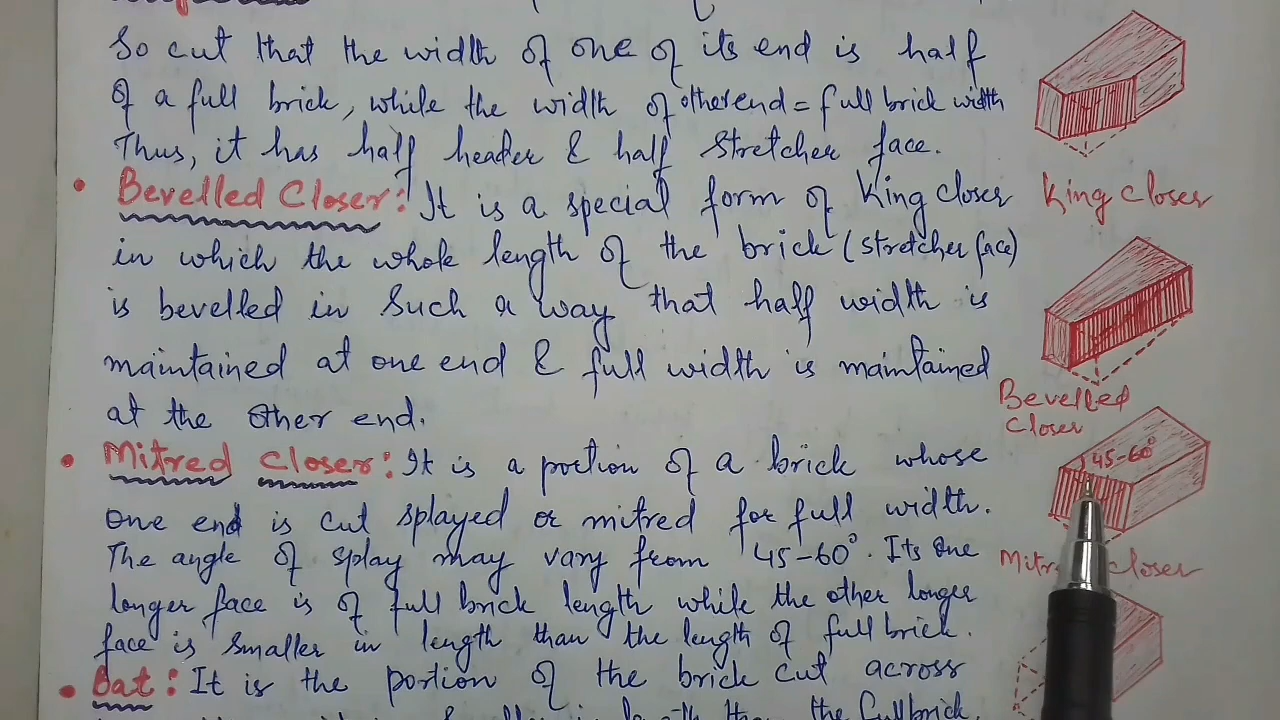 So cut that the width of one of its end is half
of a full brick, while the width of other end = full brick width
Thus, it has half header & half stretcher face.
King Closer
• Bevelled Closer: It is a special form of King Closer
in which the whole length of the brick (stretcher face)
is bevelled in such a way that half width is
maintained at one end & full width is maintained
at the other end.
Bevelled
Closer
• Mitred Closer: It is a portion of a brick whose
one end is cut splayed or mitred for full width.
The angle of splay may vary from 45-60°. Its one
longer face is of full brick length while the other longer
face is smaller in length than the length of full brick.
45-60°
Closer
• Bat: It is the portion of the brick cut across
than the full brick.